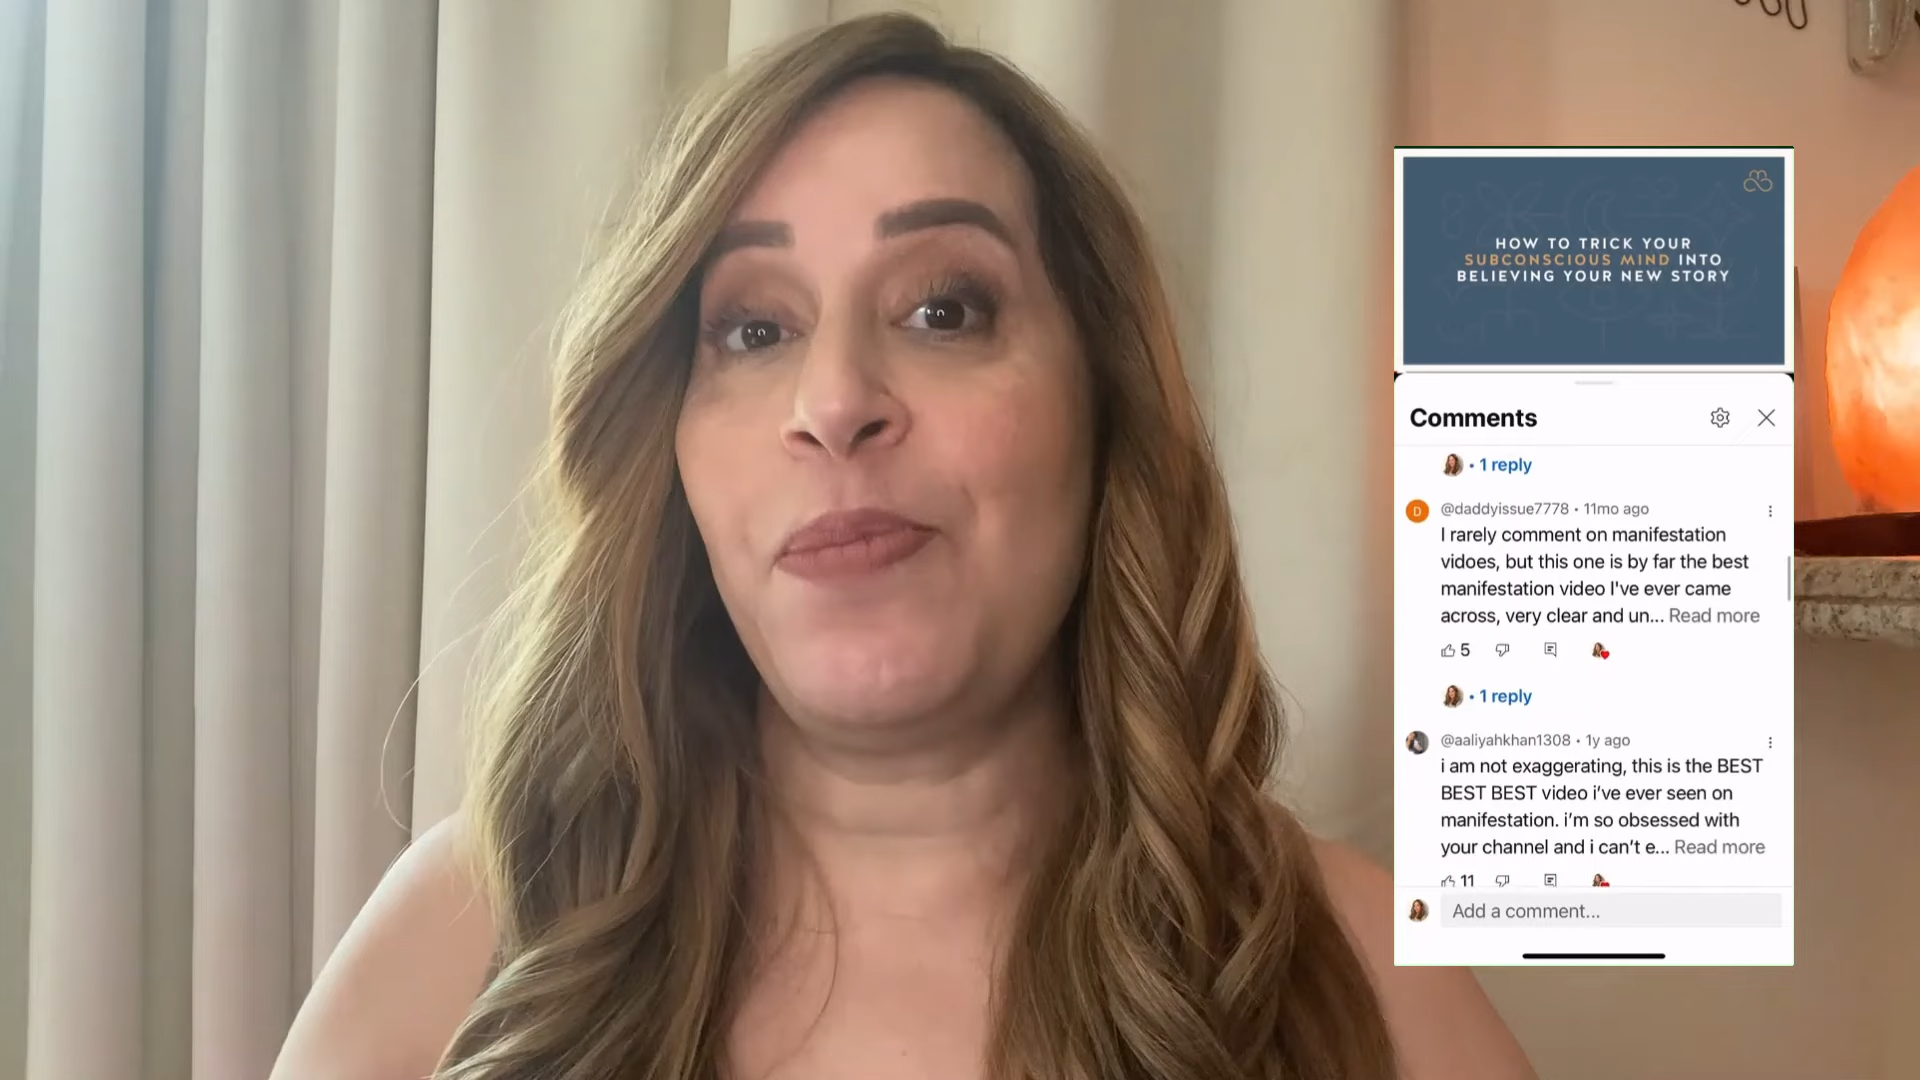 HOW TO TRICK YOUR
SUBCONSCIOUS MIND INTO
BELIEVING YOUR NEW STORY
Comments
• 1 reply
D
@daddyissue7778 • 11mo ago
I rarely comment on manifestation
vidoes, but this one is by far the best
manifestation video I've ever came
across, very clear and un... Read more
5
• 1 reply
@aaliyahkhan1308 • 1y ago
i am not exaggerating, this is the BEST
BEST BEST video i’ve ever seen on
manifestation. i’m so obsessed with
your channel and i can’t e... Read more
11
Add a comment...